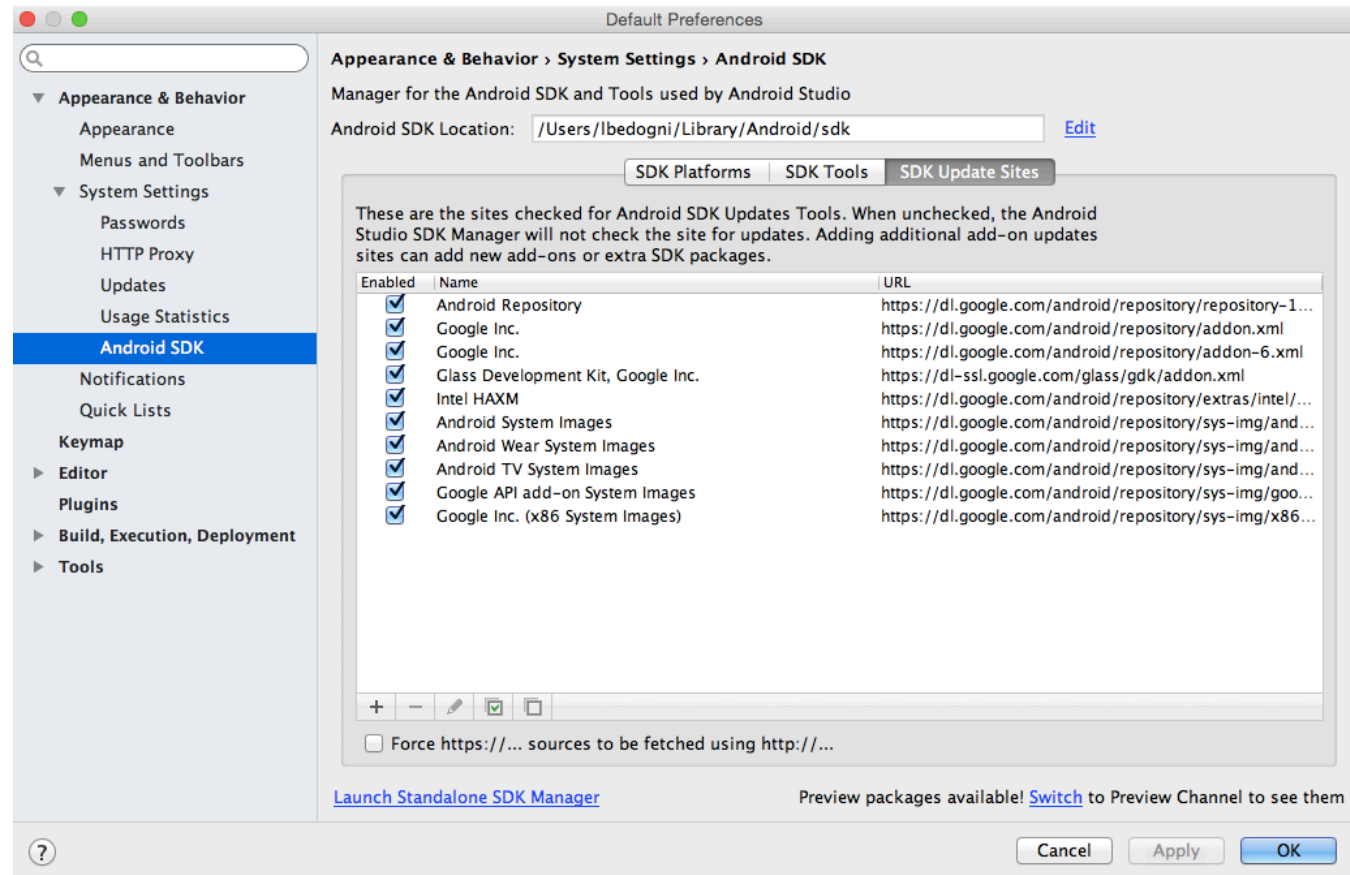 Default Preferences
Appearance & Behavior
Appearance
Menus and Toolbars
System Settings
Passwords
HTTP Proxy
Updates
Usage Statistics
Android SDK
Notifications
Quick Lists
Keymap
Editor
Plugins
Build, Execution, Deployment
Tools
Appearance & Behavior › System Settings › Android SDK
Manager for the Android SDK and Tools used by Android Studio
Android SDK Location: /Users/lbedogni/Library/Android/sdk Edit
SDK Platforms SDK Tools SDK Update Sites
These are the sites checked for Android SDK Updates Tools. When unchecked, the Android
Studio SDK Manager will not check the site for updates. Adding additional add-on updates
sites can add new add-ons or extra SDK packages.
Enabled Name URL
Android Repository https://dl.google.com/android/repository/repository-1...
Google Inc. https://dl.google.com/android/repository/addon.xml
Google Inc. https://dl.google.com/android/repository/addon-6.xml
Glass Development Kit, Google Inc. https://dl-ssl.google.com/glass/gdk/addon.xml
Intel HAXM https://dl.google.com/android/repository/extras/intel/...
Android System Images https://dl.google.com/android/repository/sys-img/and...
Android Wear System Images https://dl.google.com/android/repository/sys-img/and...
Android TV System Images https://dl.google.com/android/repository/sys-img/and...
Google API add-on System Images https://dl.google.com/android/repository/sys-img/goo...
Google Inc. (x86 System Images) https://dl.google.com/android/repository/sys-img/x86...
Force https://... sources to be fetched using http://...
Launch Standalone SDK Manager Preview packages available! Switch to Preview Channel to see them
? Cancel Apply OK